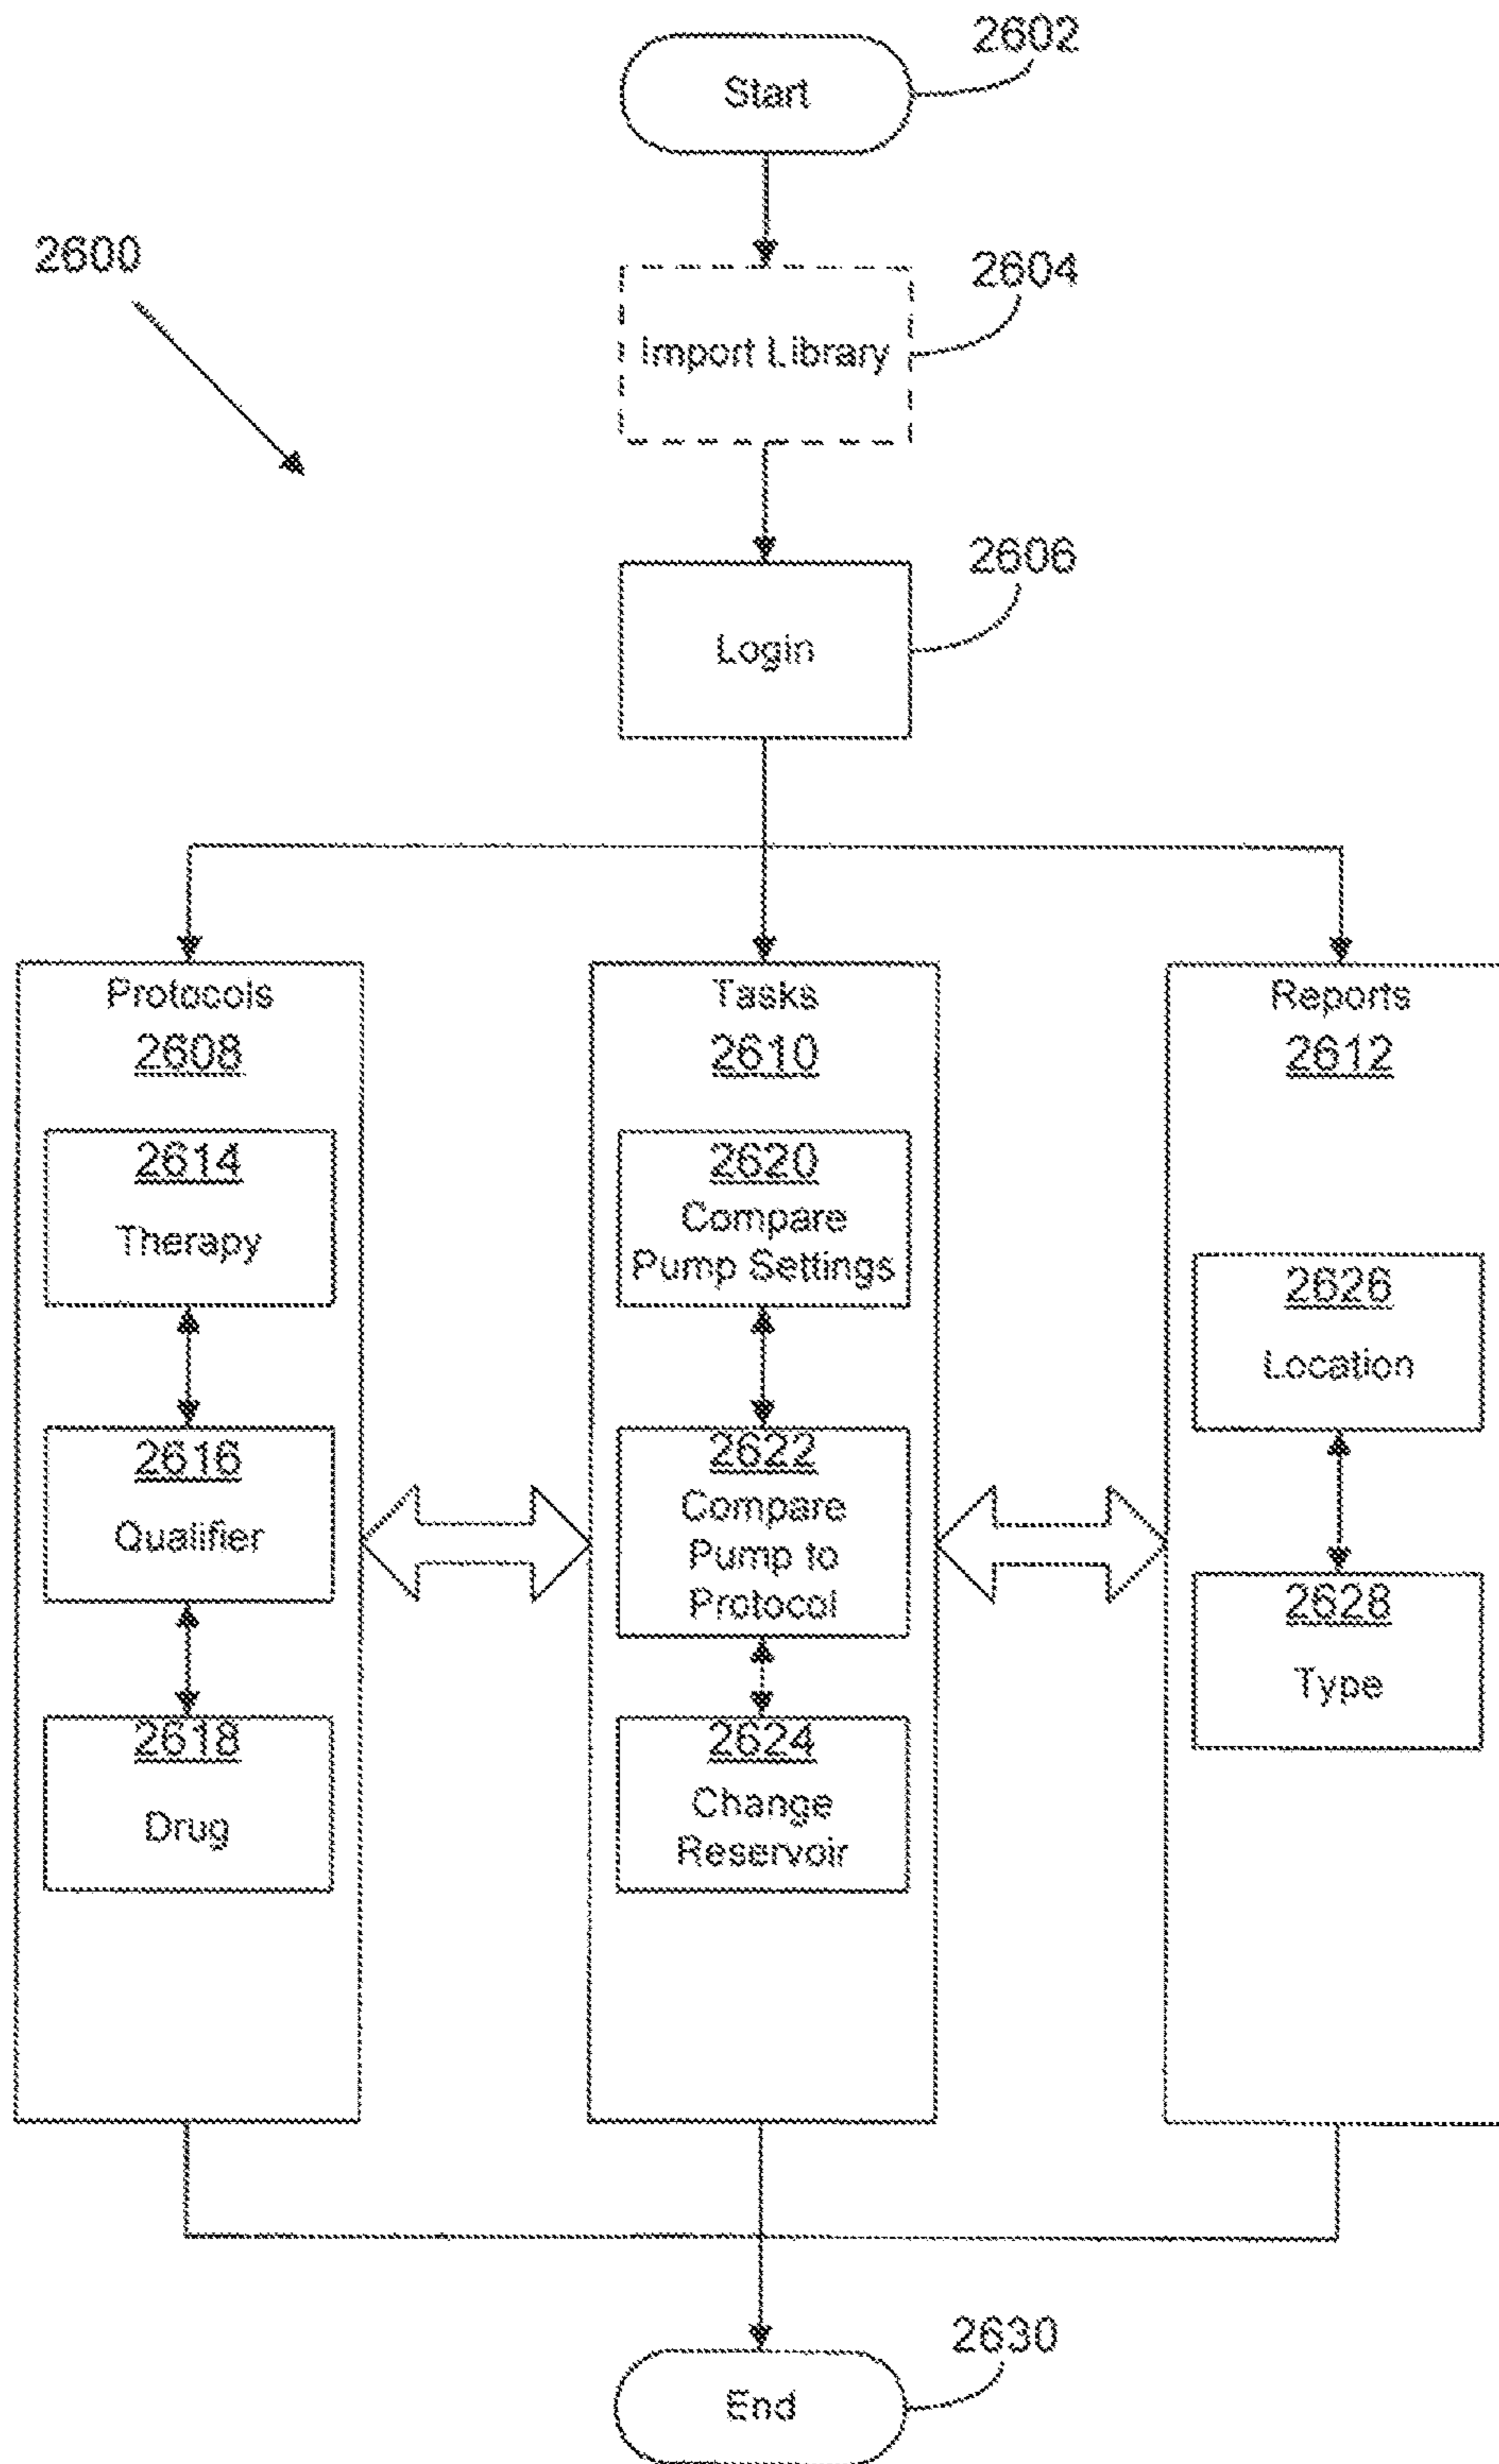 2602
Start
2600
2604
Import Library
2606
Login
Protocols
2608
2614
Therapy
2616
Qualifier
2618
Drug
Tasks
2610
2620
Compare
Pump Settings
2622
Compare
Pump to
Protocol
2624
Change
Reservoir
Reports
2612
2626
Location
2628
Type
2630
End